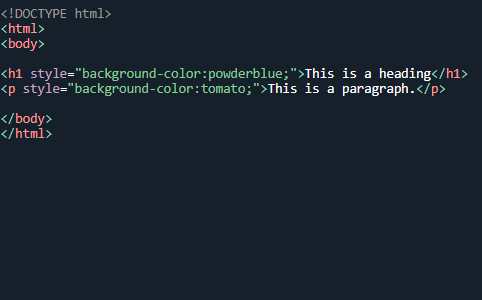 <!DOCTYPE html>
<html>
<body>
<h1 style="background-color:powderblue;">This is a heading</h1>
<p style="background-color:tomato;">This is a paragraph.</p>
</body>
</html>